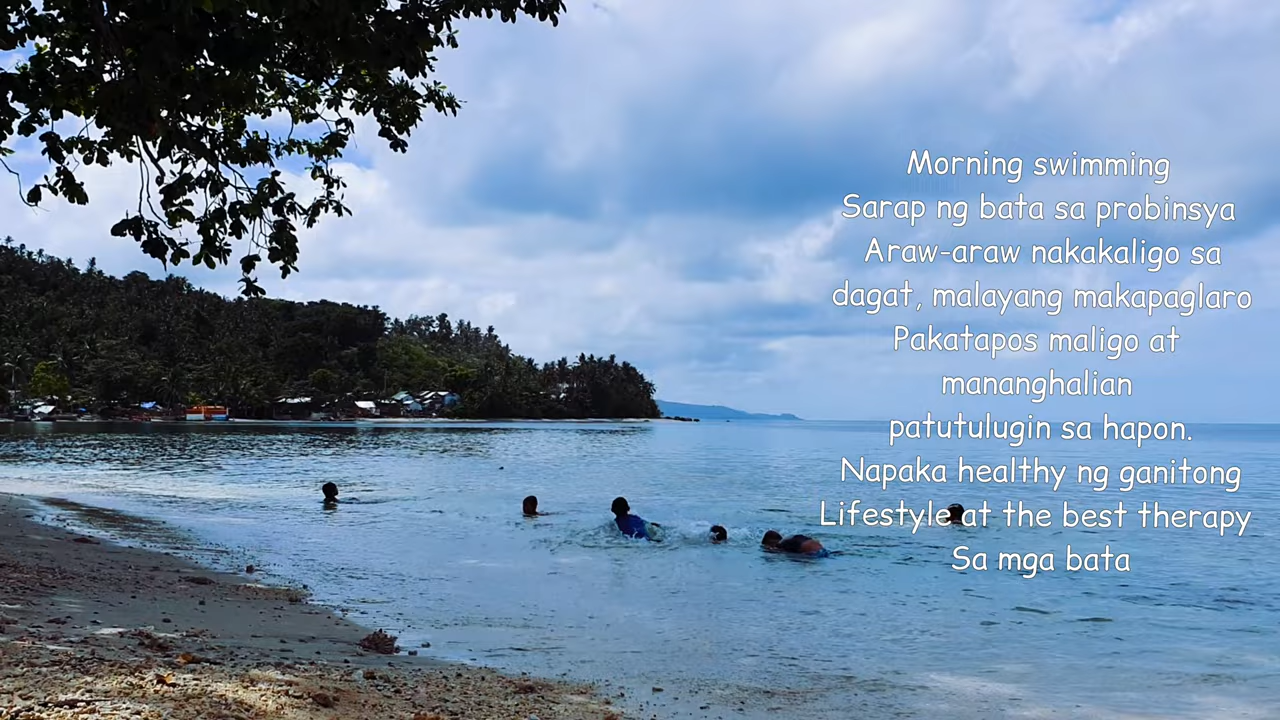 Morning swimming
Sarap ng bata sa probinsya
Araw-araw nakakaligo sa
dagat, malayang makapaglaro
Pakatapos maligo at
mananghalian
patutulugin sa hapon.
Napaka healthy ng ganitong
Lifestyle at the best therapy
Sa mga bata